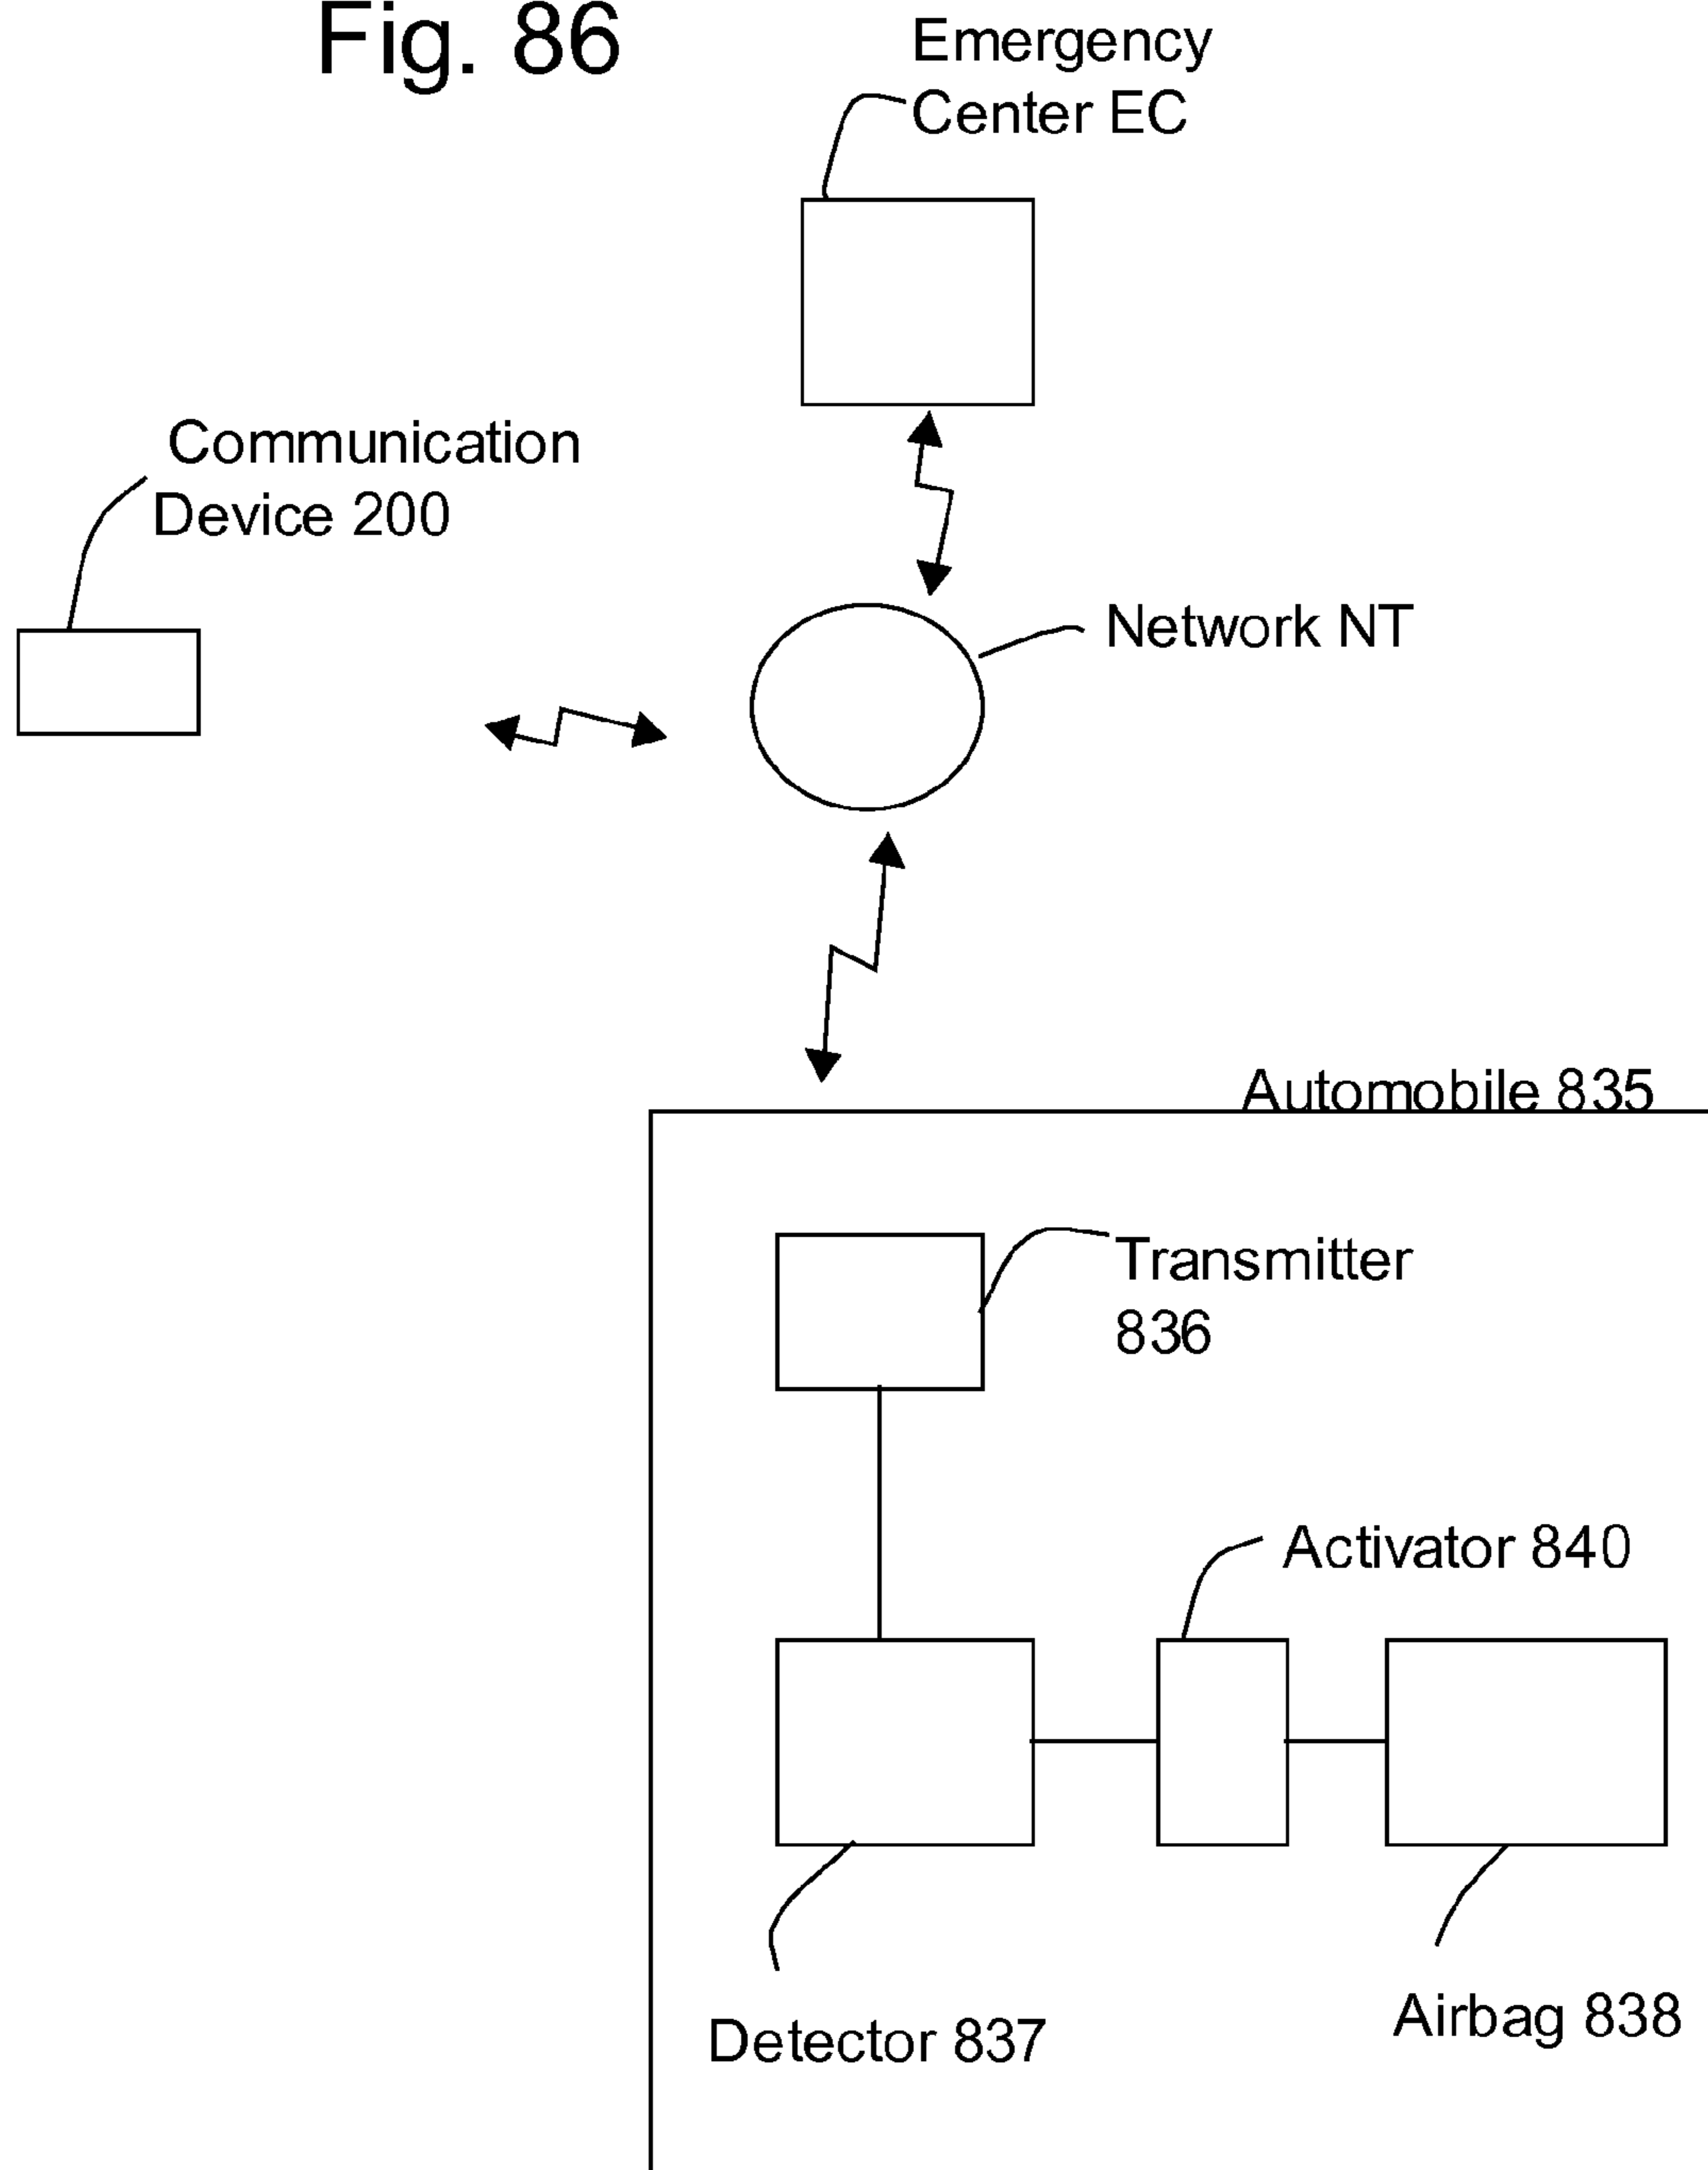 Fig. 86
Emergency
Center EC
Communication
Device 200
Network NT
Automobile 835
Transmitter
836
Activator 840
Airbag 838
Detector 837